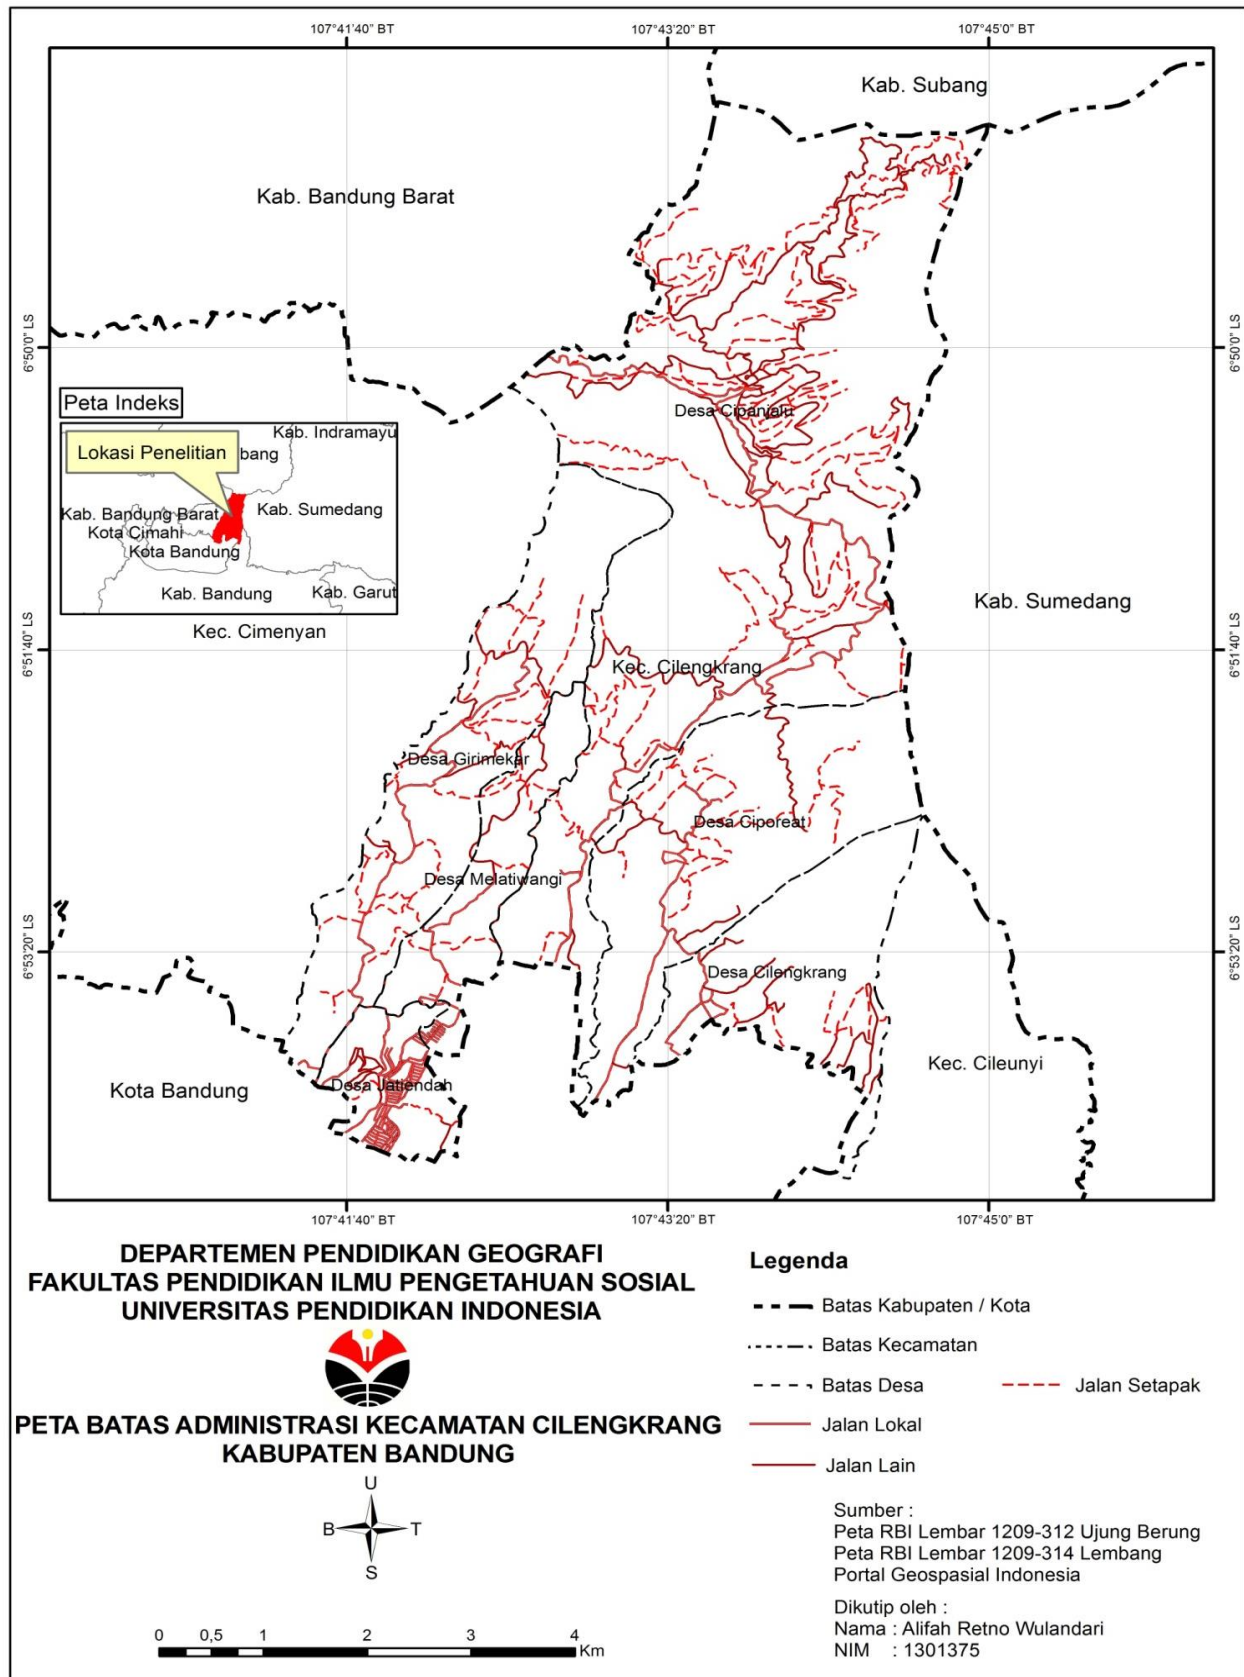 107°41'40" BT
107°43'20" BT
107°45'0" BT
Kab. Subang
Kab. Bandung Barat
6°50'0" LS
6°50'0" LS
Peta Indeks
Desa Cipanjalu
Kab. Indramayu
Lokasi Penelitian
bang
Kab. Sumedang
Kab. Bandung Barat
Kota Cimahi
Kota Bandung
Kab. Bandung
Kab. Garut
Kec. Cimenyan
Kab. Sumedang
6°51'40" LS
6°51'40" LS
Kec. Cilengkrang
Desa Girimekar
Desa Ciporeat
Desa Melatiwangi
6°53'20" LS
6°53'20" LS
Desa Cilengkrang
Kec. Cileunyi
Kota Bandung
Desa Jatiendah
107°41'40" BT
107°43'20" BT
107°45'0" BT
DEPARTEMEN PENDIDIKAN GEOGRAFI
FAKULTAS PENDIDIKAN ILMU PENGETAHUAN SOSIAL
UNIVERSITAS PENDIDIKAN INDONESIA
PETA BATAS ADMINISTRASI KECAMATAN CILENGKRANG
KABUPATEN BANDUNG
U
B T
S
0 0,5 1 2 3 4
Km
Legenda
Batas Kabupaten / Kota
Batas Kecamatan
Batas Desa
Jalan Setapak
Jalan Lokal
Jalan Lain
Sumber :
Peta RBI Lembar 1209-312 Ujung Berung
Peta RBI Lembar 1209-314 Lembang
Portal Geospasial Indonesia
Dikutip oleh :
Nama : Alifah Retno Wulandari
NIM : 1301375